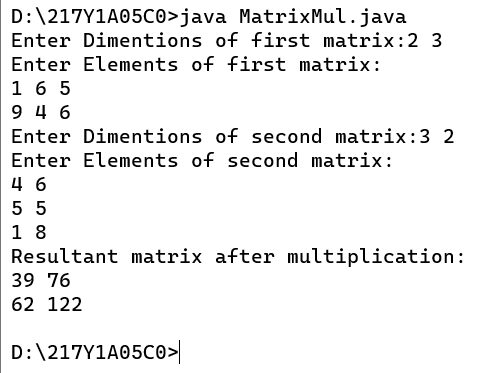 D:\217Y1A05C0>java MatrixMul.java
Enter Dimentions of first matrix:2 3
Enter Elements of first matrix:
1 6 5
9 4 6
Enter Dimentions of second matrix:3 2
Enter Elements of second matrix:
4 6
5 5
1 8
Resultant matrix after multiplication:
39 76
62 122
D:\217Y1A05C0>